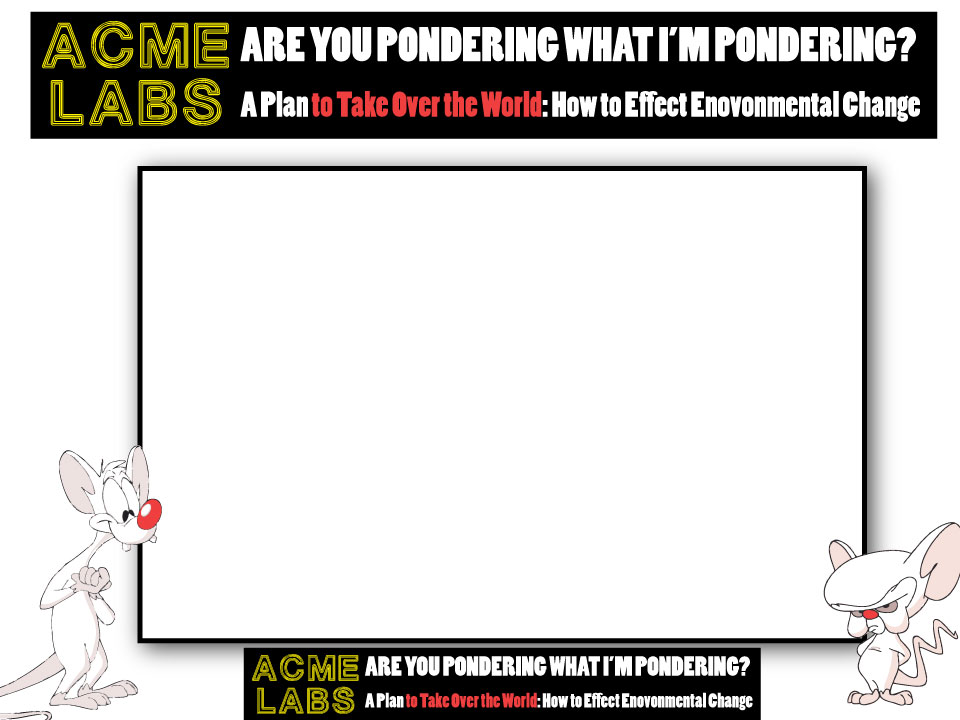 ACME LABS
ARE YOU PONDERING WHAT I'M PONDERING?
A Plan to Take Over the World: How to Effect Enovonmental Change
ACME LABS
ARE YOU PONDERING WHAT I'M PONDERING?
A Plan to Take Over the World: How to Effect Enovonmental Change